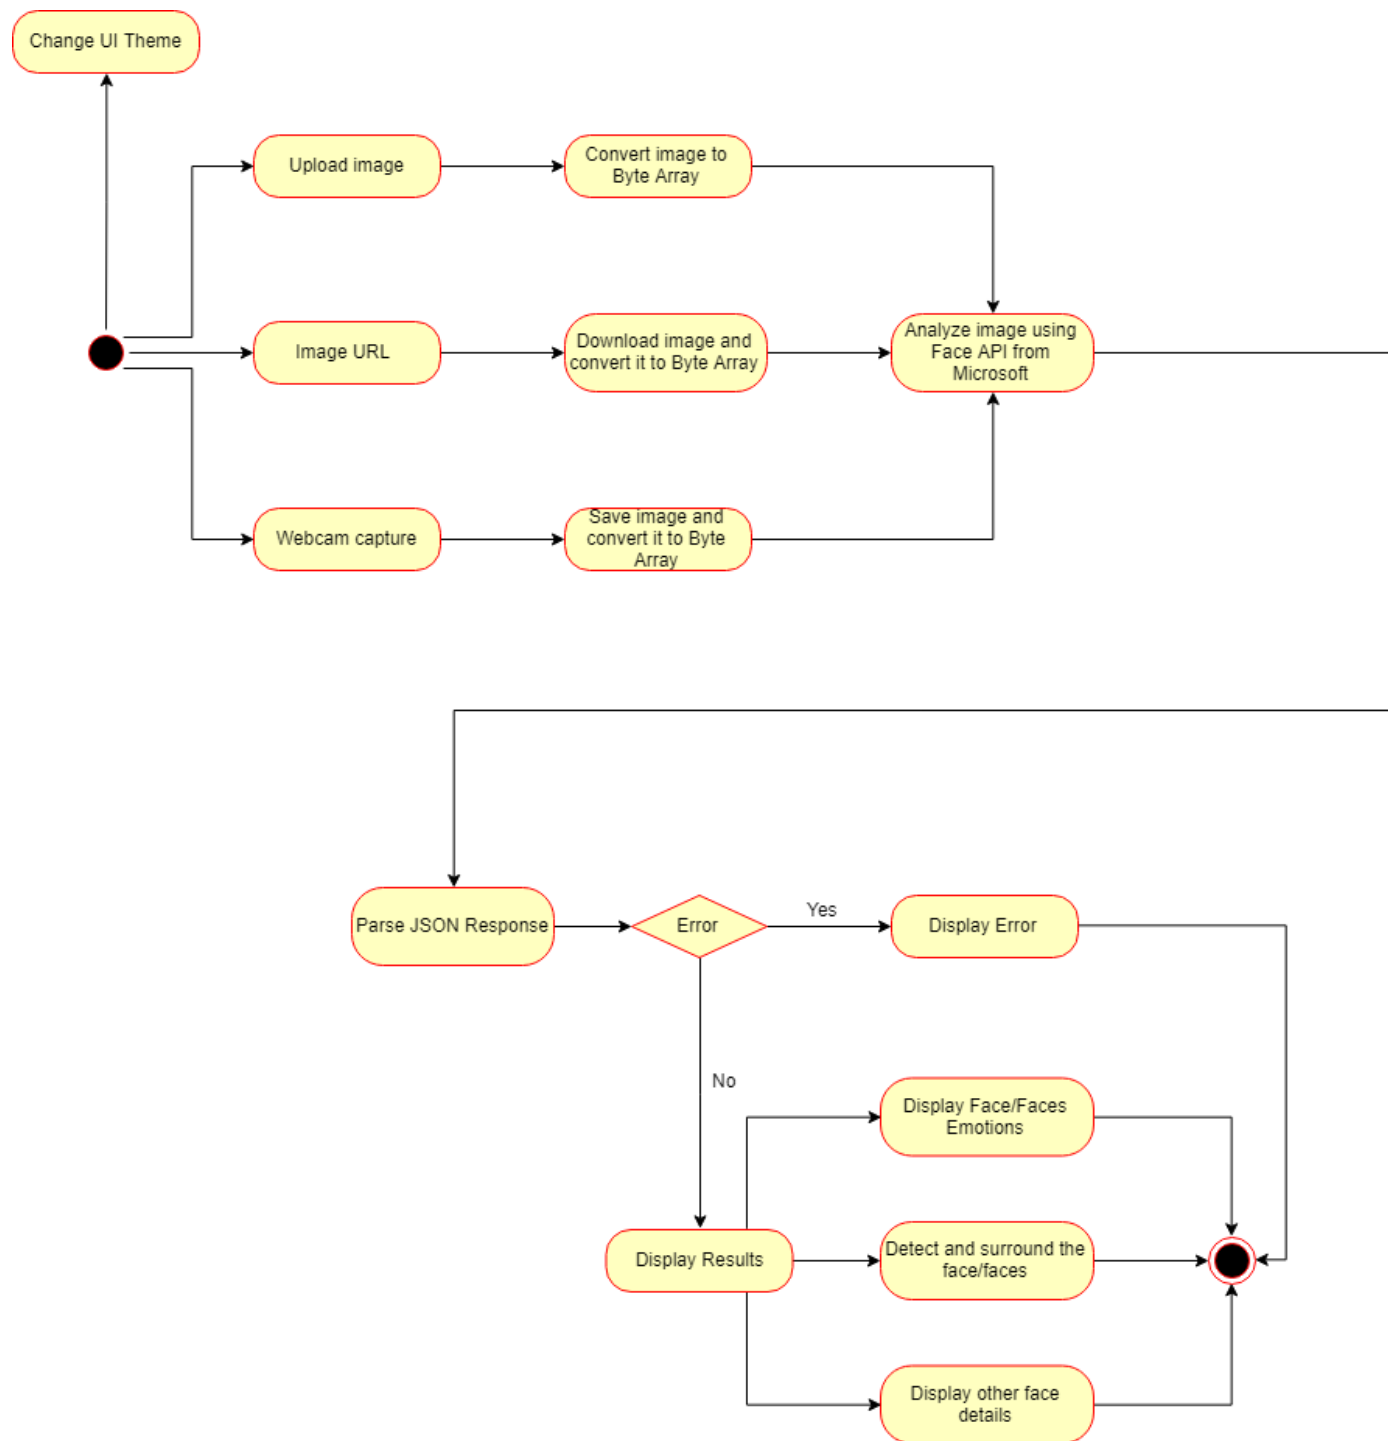 Change UI Theme
Upload image
Convert image to
Byte Array
Image URL
Download image and
convert it to Byte Array
Analyze image using
Face API from
Microsoft
Webcam capture
Save image and
convert it to Byte
Array
Parse JSON Response
Error
Yes
Display Error
No
Display Face/Faces
Emotions
Display Results
Detect and surround the
face/faces
Display other face
details